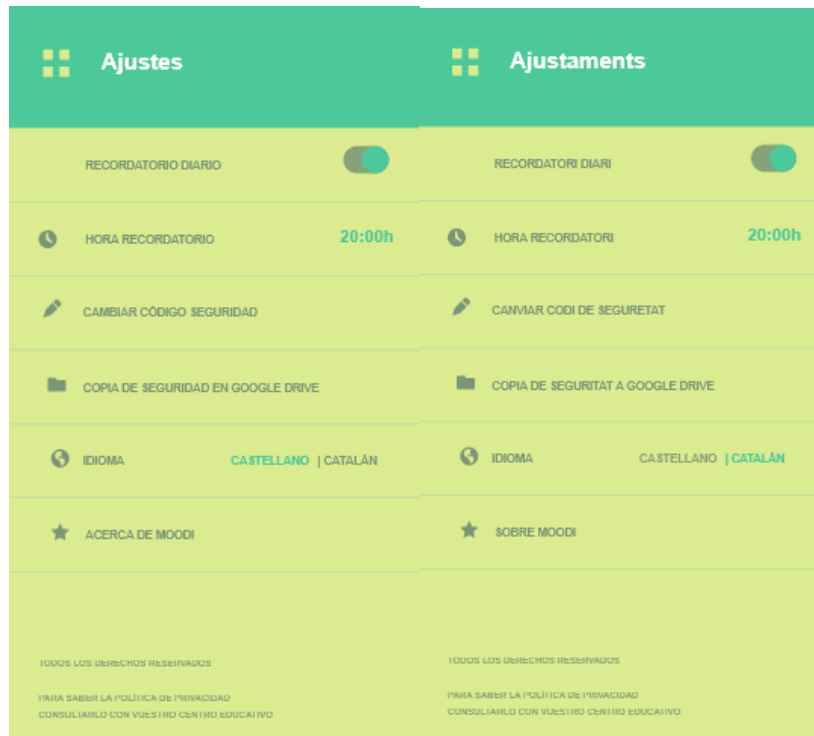 Ajustes
RECORDATORIO DIARIO
HORA RECORDATORIO 20:00h
CAMBIAR CÓDIGO SEGURIDAD
COPIA DE SEGURIDAD EN GOOGLE DRIVE
IDIOMA CASTELLANO | CATALÁN
ACERCA DE MOODI
TODOS LOS DERECHOS RESERVADOS
PARA SABER LA POLÍTICA DE PRIVACIDAD
CONSULTARLO CON VUESTRO CENTRO EDUCATIVO
Ajustaments
RECORDATORI DIARI
HORA RECORDATORI 20:00h
CANVIAR CODI DE SEGURETAT
COPIA DE SEGURITAT A GOOGLE DRIVE
IDIOMA CASTELLANO | CATALÁN
SOBRE MOODI
TODOS LOS DERECHOS RESERVADOS
PARA SABER LA POLÍTICA DE PRIVACIDAD
CONSULTARLO CON VUESTRO CENTRO EDUCATIVO